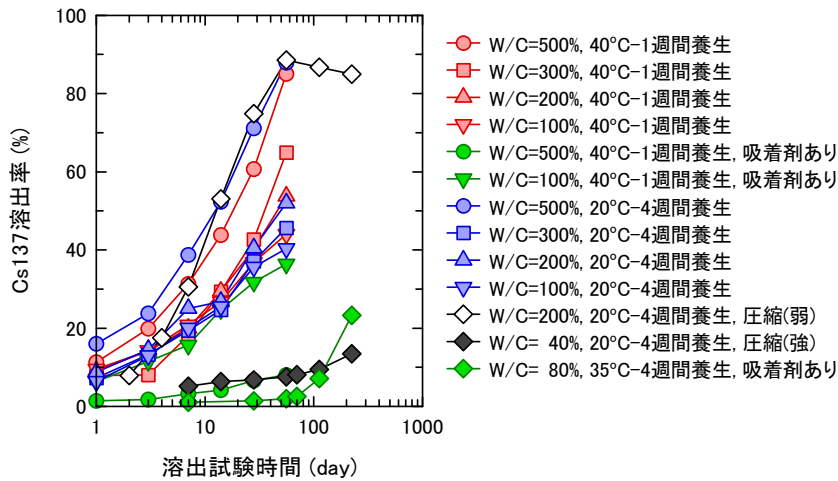 Cs137溶出率 (%)
100
80
60
40
20
0
1
10
100
1000
溶出試験時間 (day)
W/C=500%, 40°C-1週間養生
W/C=300%, 40°C-1週間養生
W/C=200%, 40°C-1週間養生
W/C=100%, 40°C-1週間養生
W/C=500%, 40°C-1週間養生, 吸着剤あり
W/C=100%, 40°C-1週間養生, 吸着剤あり
W/C=500%, 20°C-4週間養生
W/C=300%, 20°C-4週間養生
W/C=200%, 20°C-4週間養生
W/C=100%, 20°C-4週間養生
W/C=200%, 20°C-4週間養生, 圧縮(弱)
W/C= 40%, 20°C-4週間養生, 圧縮(強)
W/C= 80%, 35°C-4週間養生, 吸着剤あり